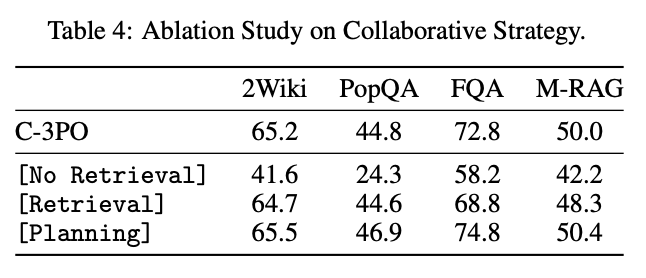 Table 4: Ablation Study on Collaborative Strategy.
2Wiki PopQA FQA M-RAG
C-3PO 65.2 44.8 72.8 50.0
[No Retrieval] 41.6 24.3 58.2 42.2
[Retrieval] 64.7 44.6 68.8 48.3
[Planning] 65.5 46.9 74.8 50.4